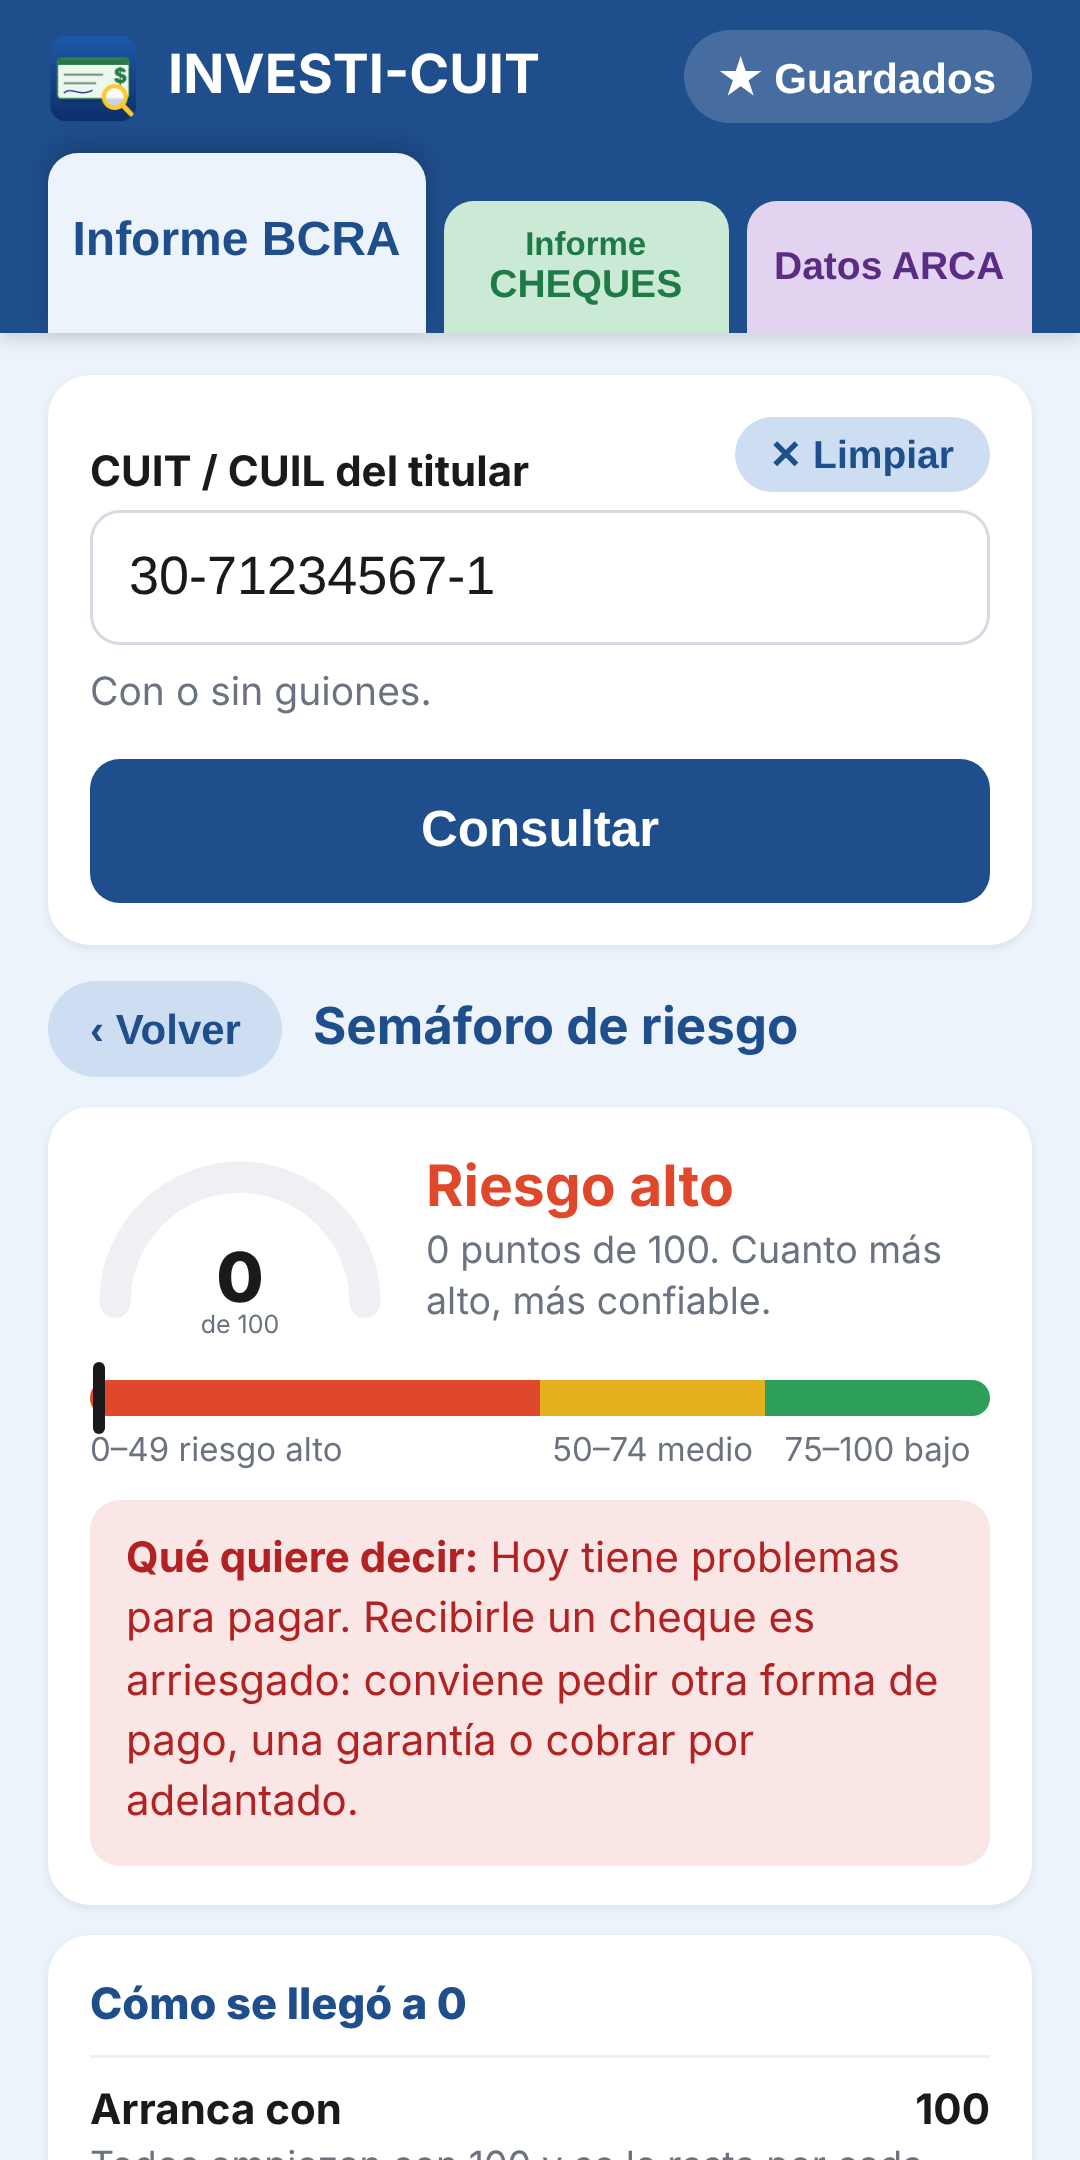 INVESTI-CUIT
★ Guardados
Informe BCRA
Informe
CHEQUES
Datos ARCA
CUIT / CUIL del titular
✕ Limpiar
30-71234567-1
Con o sin guiones.
Consultar
‹ Volver
Semáforo de riesgo
0
de 100
Riesgo alto
0 puntos de 100. Cuanto más
alto, más confiable.
0–49 riesgo alto
50–74 medio
75–100 bajo
Qué quiere decir: Hoy tiene problemas
para pagar. Recibirle un cheque es
arriesgado: conviene pedir otra forma de
pago, una garantía o cobrar por
adelantado.
Cómo se llegó a 0
Arranca con
100